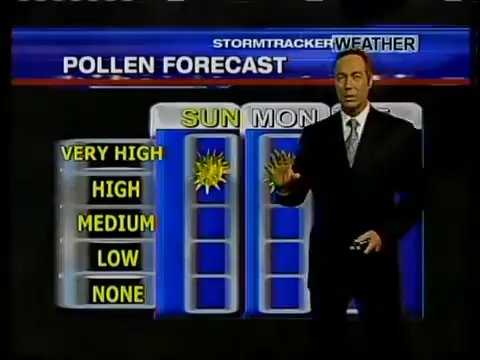 STORMTRACKER WEATHER
POLLEN FORECAST
SUN MON
VERY HIGH
HIGH
MEDIUM
LOW
NONE